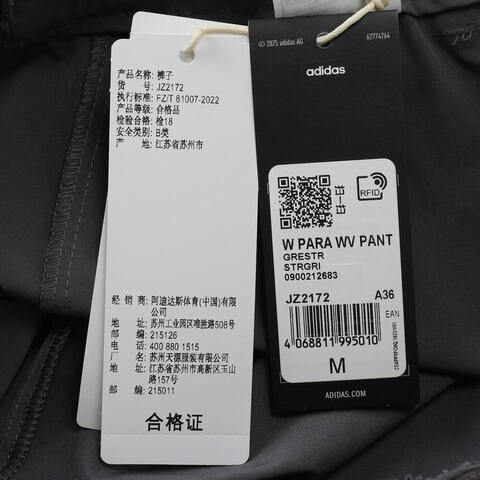 产品名称: 裤子
货 号: JZ2172
执行标准: FZ/T 81007-2022
产品等级: 合格品
检验合格: 检18
安全类别: B类
产 地: 江苏省苏州市
经 销 商: 阿迪达斯体育(中国)有限
公司
地 址: 苏州工业园区唯胜路508号
邮 编: 215126
电 话: 400 880 1515
厂 名: 苏州天源服装有限公司
地 址: 江苏省苏州市高新区玉山
路157号
邮 编: 215011
合格证
© 2025 adidas AG
62774264
adidas
RFID
W PARA WV PANT
GRESTR
STRGRI
0900212683
JZ2172 A36
EAN
4 068811 995010
M
ADIDAS.COM